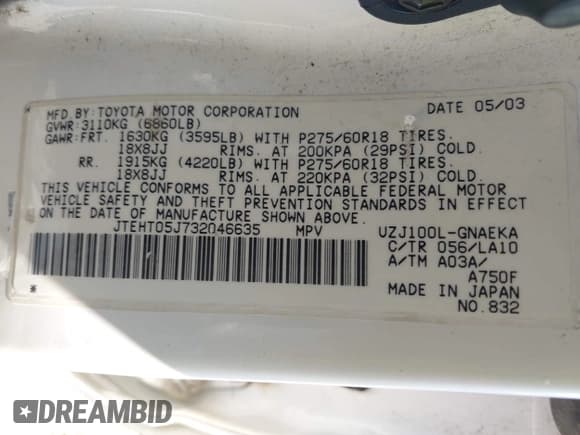 MFD.BY:TOYOTA MOTOR CORPORATION DATE 05/03
GVWR:3110KG (6860LB)
GAWR:FRT. 1630KG (3595LB) WITH P275/60R18 TIRES.
18X8JJ RIMS. AT 200KPA (29PSI) COLD.
RR. 1915KG (4220LB) WITH P275/60R18 TIRES.
18X8JJ RIMS. AT 220KPA (32PSI) COLD.
THIS VEHICLE CONFORMS TO ALL APPLICABLE FEDERAL MOTOR
VEHICLE SAFETY AND THEFT PREVENTION STANDARDS IN EFFECT
ON THE DATE OF MANUFACTURE SHOWN ABOVE.
JTEHT05J732046635 MPV UZJ100L-GNAEKA
C/TR 056/LA10
A/TM A03A/
A750F
MADE IN JAPAN
NO.832
DREAMBID